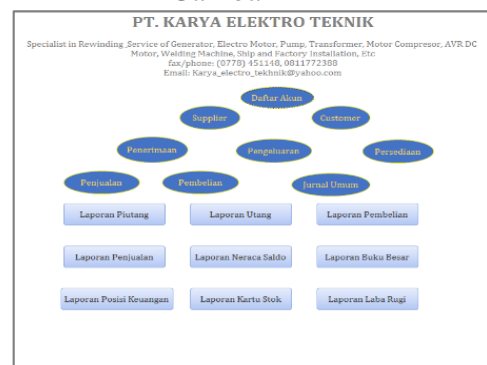 PT. KARYA ELEKTRO TEKNIK
Specialist in Rewinding ,Service of Generator, Electro Motor, Pump, Transformer, Motor Compresor, AVR DC
Motor, Welding Machine, Ship and Factory Installation, Etc
fax/phone: (0778) 451148, 0811772388
Email: Karya_electro_tekhnik@yahoo.com
Daftar Akun
Supplier
Customer
Penerimaan
Pengeluaran
Persediaan
Penjualan
Pembelian
Jurnal Umum
Laporan Piutang
Laporan Utang
Laporan Pembelian
Laporan Penjualan
Laporan Neraca Saldo
Laporan Buku Besar
Laporan Posisi Keuangan
Laporan Kartu Stok
Laporan Laba Rugi